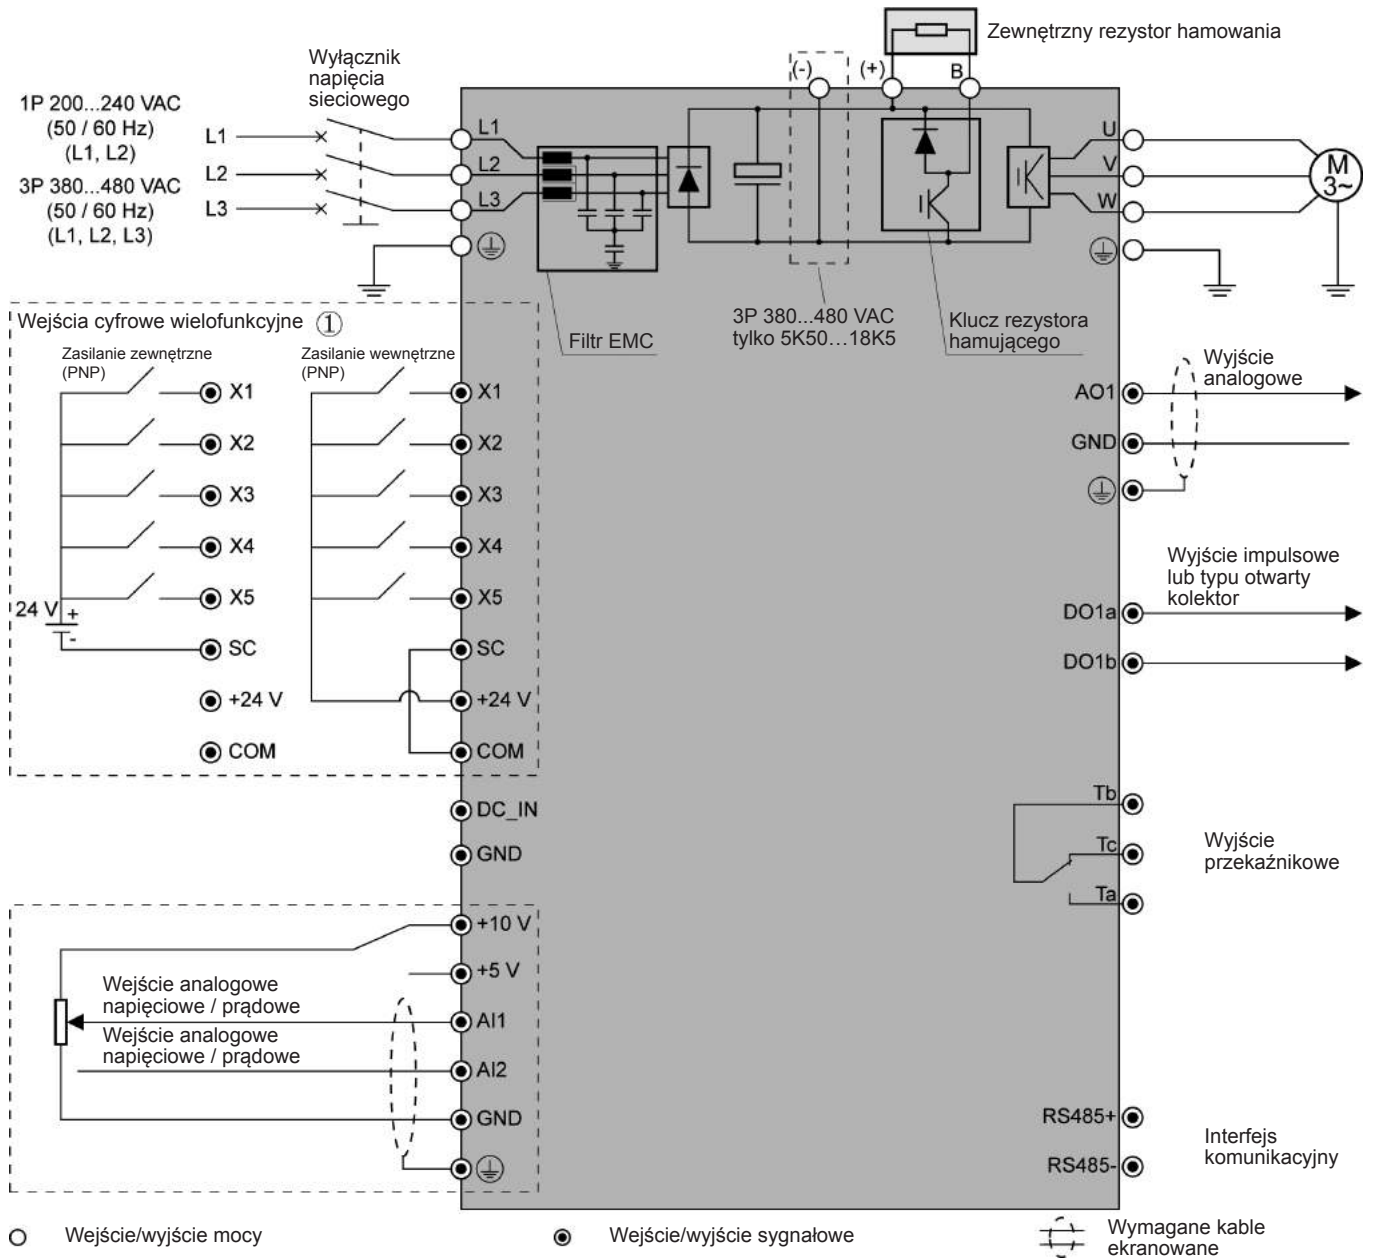 Zewnętrzny rezystor hamowania
Wyłącznik
napięcia
sieciowego
(-)
(+)
B
1P 200...240 VAC
(50 / 60 Hz)
(L1, L2)
3P 380...480 VAC
(50 / 60 Hz)
(L1, L2, L3)
L1
L2
L3
L1
L2
L3
U
V
W
M
3~
Filtr EMC
3P 380...480 VAC
tylko 5K50...18K5
Klucz rezystora
hamującego
Wejścia cyfrowe wielofunkcyjne ①
Zasilanie zewnętrzne
(PNP)
Zasilanie wewnętrzne
(PNP)
X1
X2
X3
X4
X5
24 V
+
-
SC
+24 V
COM
X1
X2
X3
X4
X5
SC
+24 V
COM
DC_IN
GND
+10 V
+5 V
Wejście analogowe
napięciowe / prądowe
AI1
Wejście analogowe
napięciowe / prądowe
AI2
GND
Wyjście
analogowe
AO1
GND
Wyjście impulsowe
lub typu otwarty
kolektor
DO1a
DO1b
Tb
Tc
Ta
Wyjście
przekaźnikowe
RS485+
RS485-
Interfejs
komunikacyjny
Wejście/wyjście mocy
Wejście/wyjście sygnałowe
Wymagane kable
ekranowane